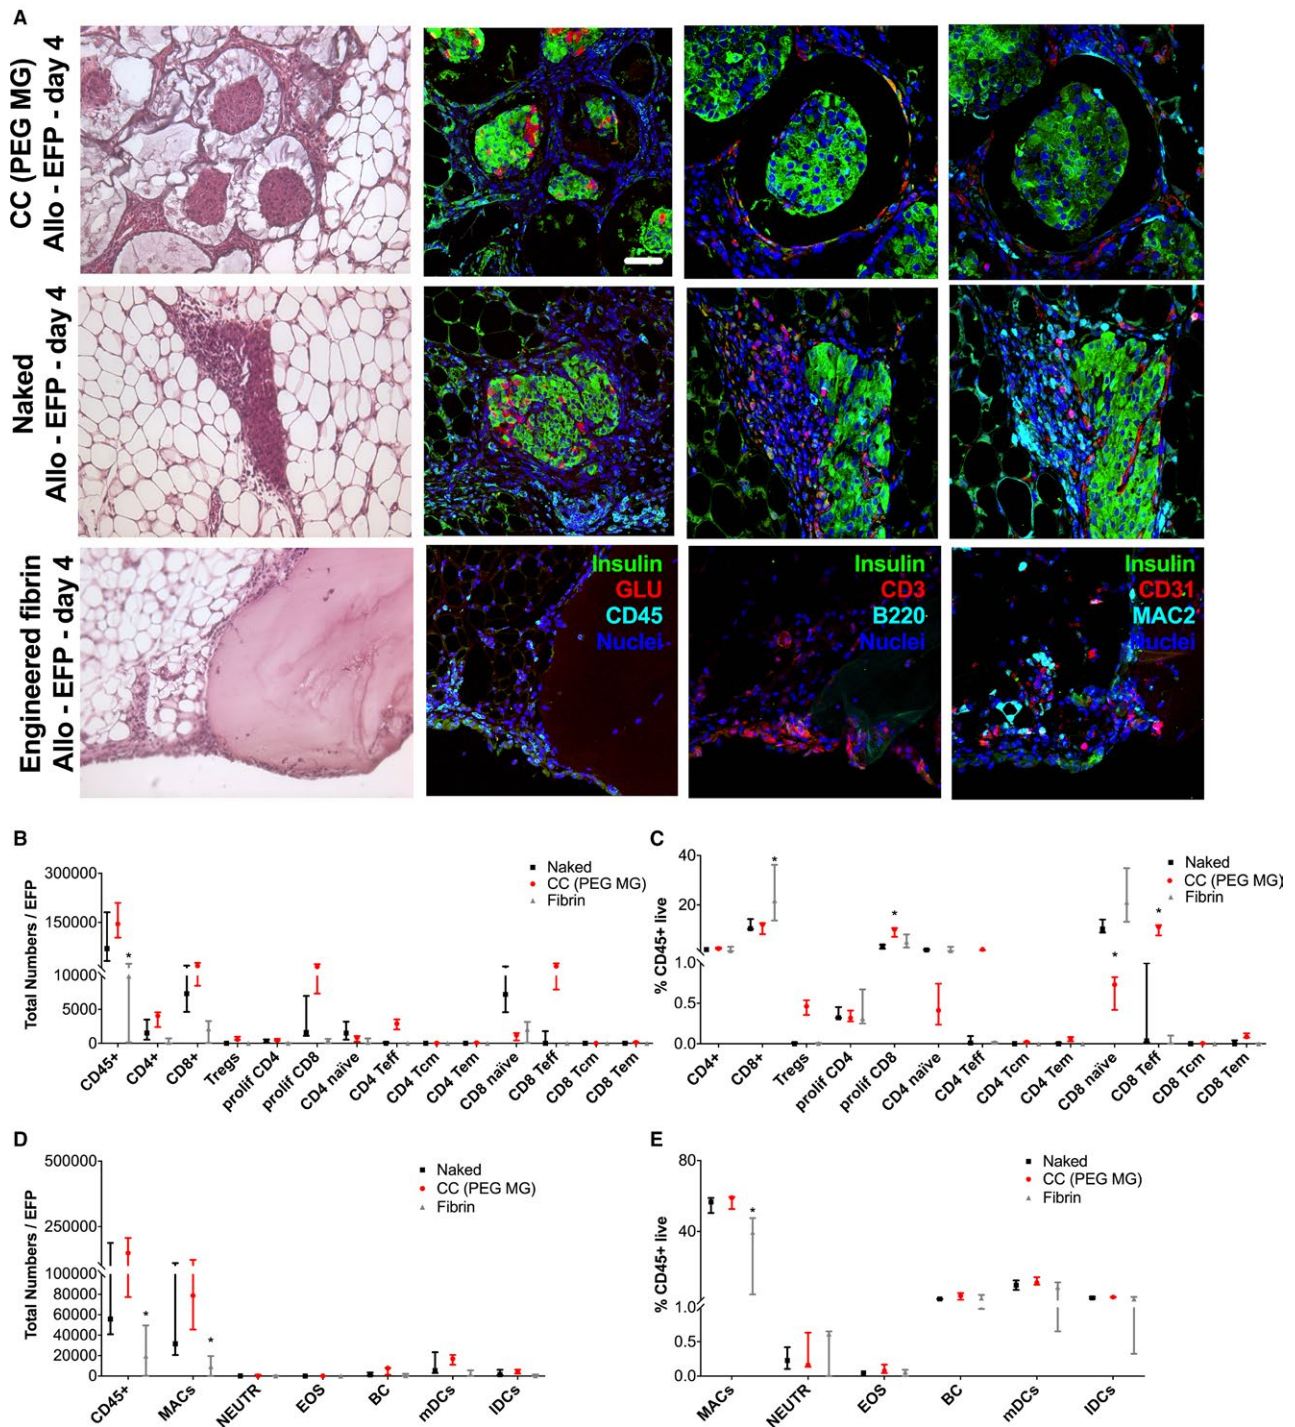 A
CC (PEG MG)
Allo - EFP - day 4
Naked
Allo - EFP - day 4
Engineered fibrin
Allo - EFP - day 4
Insulin
GLU
CD45
Nuclei
Insulin
CD3
B220
Nuclei
Insulin
CD31
MAC2
Nuclei
B
Total Numbers / EFP
300000
150000
10000
5000
0
Naked
CC (PEG MG)
Fibrin
*
CD45+
CD4+
CD8+
Tregs
prolif CD4
prolif CD8
CD4 naïve
CD4 Teff
CD4 Tcm
CD4 Tem
CD8 naïve
CD8 Teff
CD8 Tcm
CD8 Tem
C
% CD45+ live
40
20
1.0
0.5
0.0
Naked
CC (PEG MG)
Fibrin
*
*
*
*
CD4+
CD8+
Tregs
prolif CD4
prolif CD8
CD4 naïve
CD4 Teff
CD4 Tcm
CD4 Tem
CD8 naïve
CD8 Teff
CD8 Tcm
CD8 Tem
D
Total Numbers / EFP
500000
250000
100000
80000
60000
40000
20000
0
Naked
CC (PEG MG)
Fibrin
*
*
CD45+
MACs
NEUTR
EOS
BC
mDCs
IDCs
E
% CD45+ live
80
40
1.0
0.5
0.0
Naked
CC (PEG MG)
Fibrin
*
MACs
NEUTR
EOS
BC
mDCs
IDCs